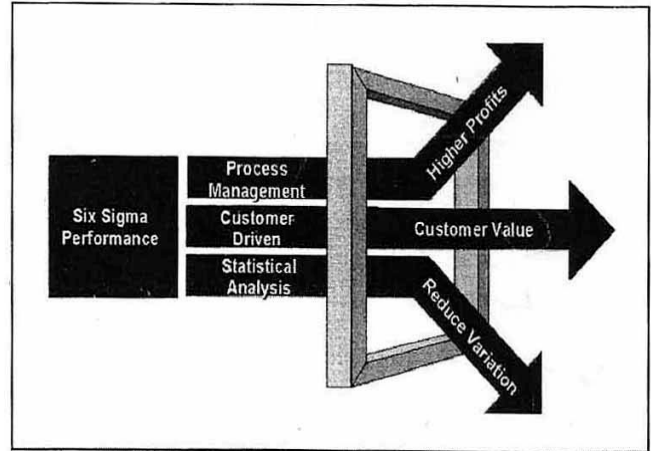 Six Sigma
Performance
Process
Management
Customer
Driven
Statistical
Analysis
Higher Profits
Customer Value
Reduce Variation